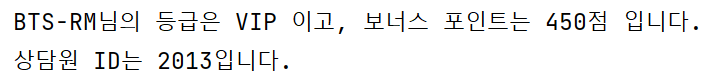 BTS-RM님의 등급은 VIP 이고, 보너스 포인트는 450점 입니다.
상담원 ID는 2013입니다.